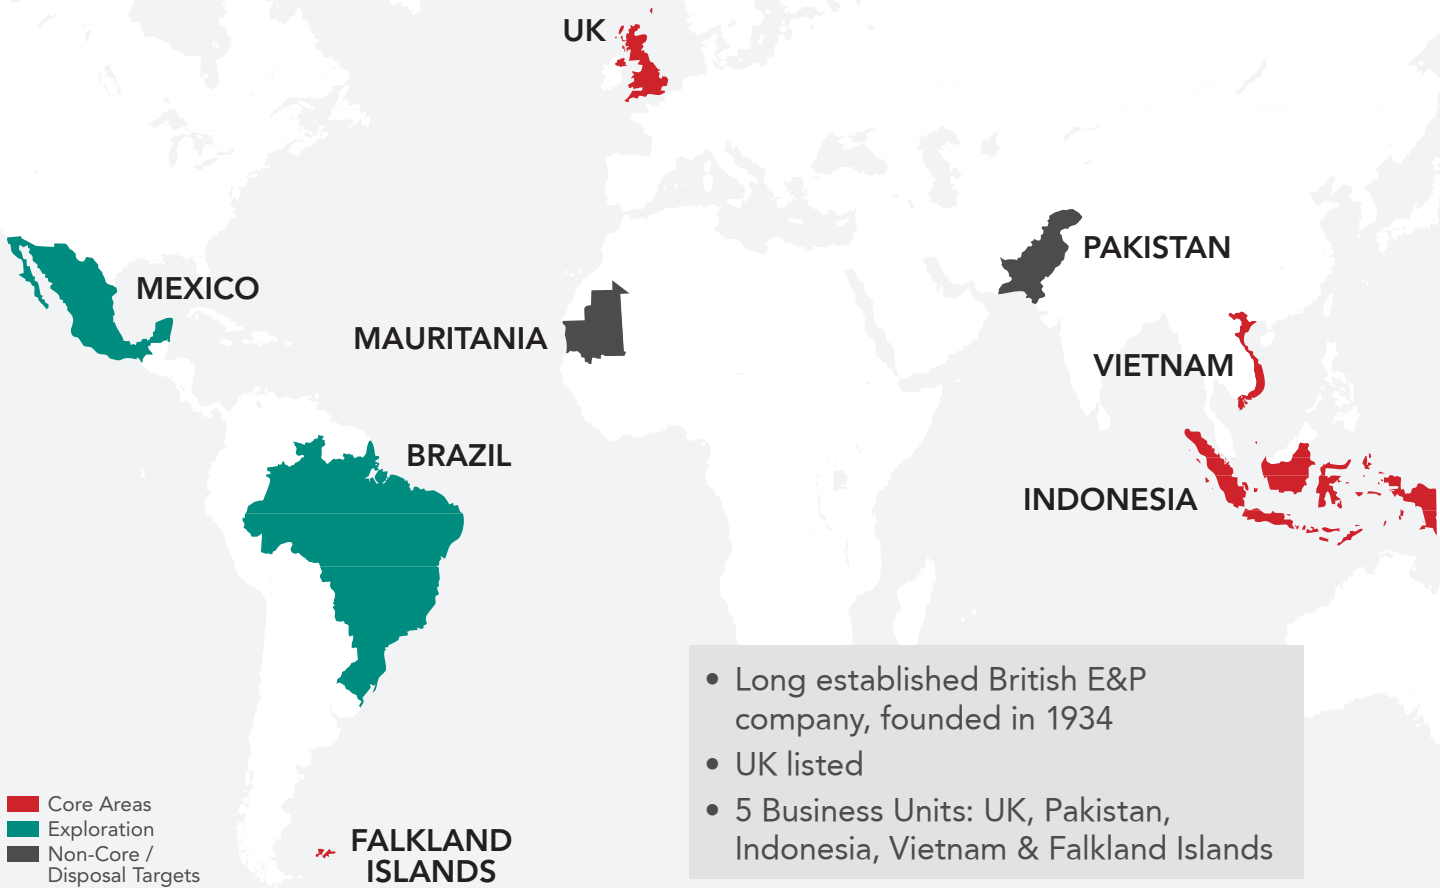 UK
PAKISTAN
MEXICO
MAURITANIA
VIETNAM
BRAZIL
INDONESIA
• Long established British E&P
company, founded in 1934
• UK listed
• 5 Business Units: UK, Pakistan,
Indonesia, Vietnam & Falkland Islands
Core Areas
Exploration
Non-Core /
Disposal Targets
FALKLAND
ISLANDS